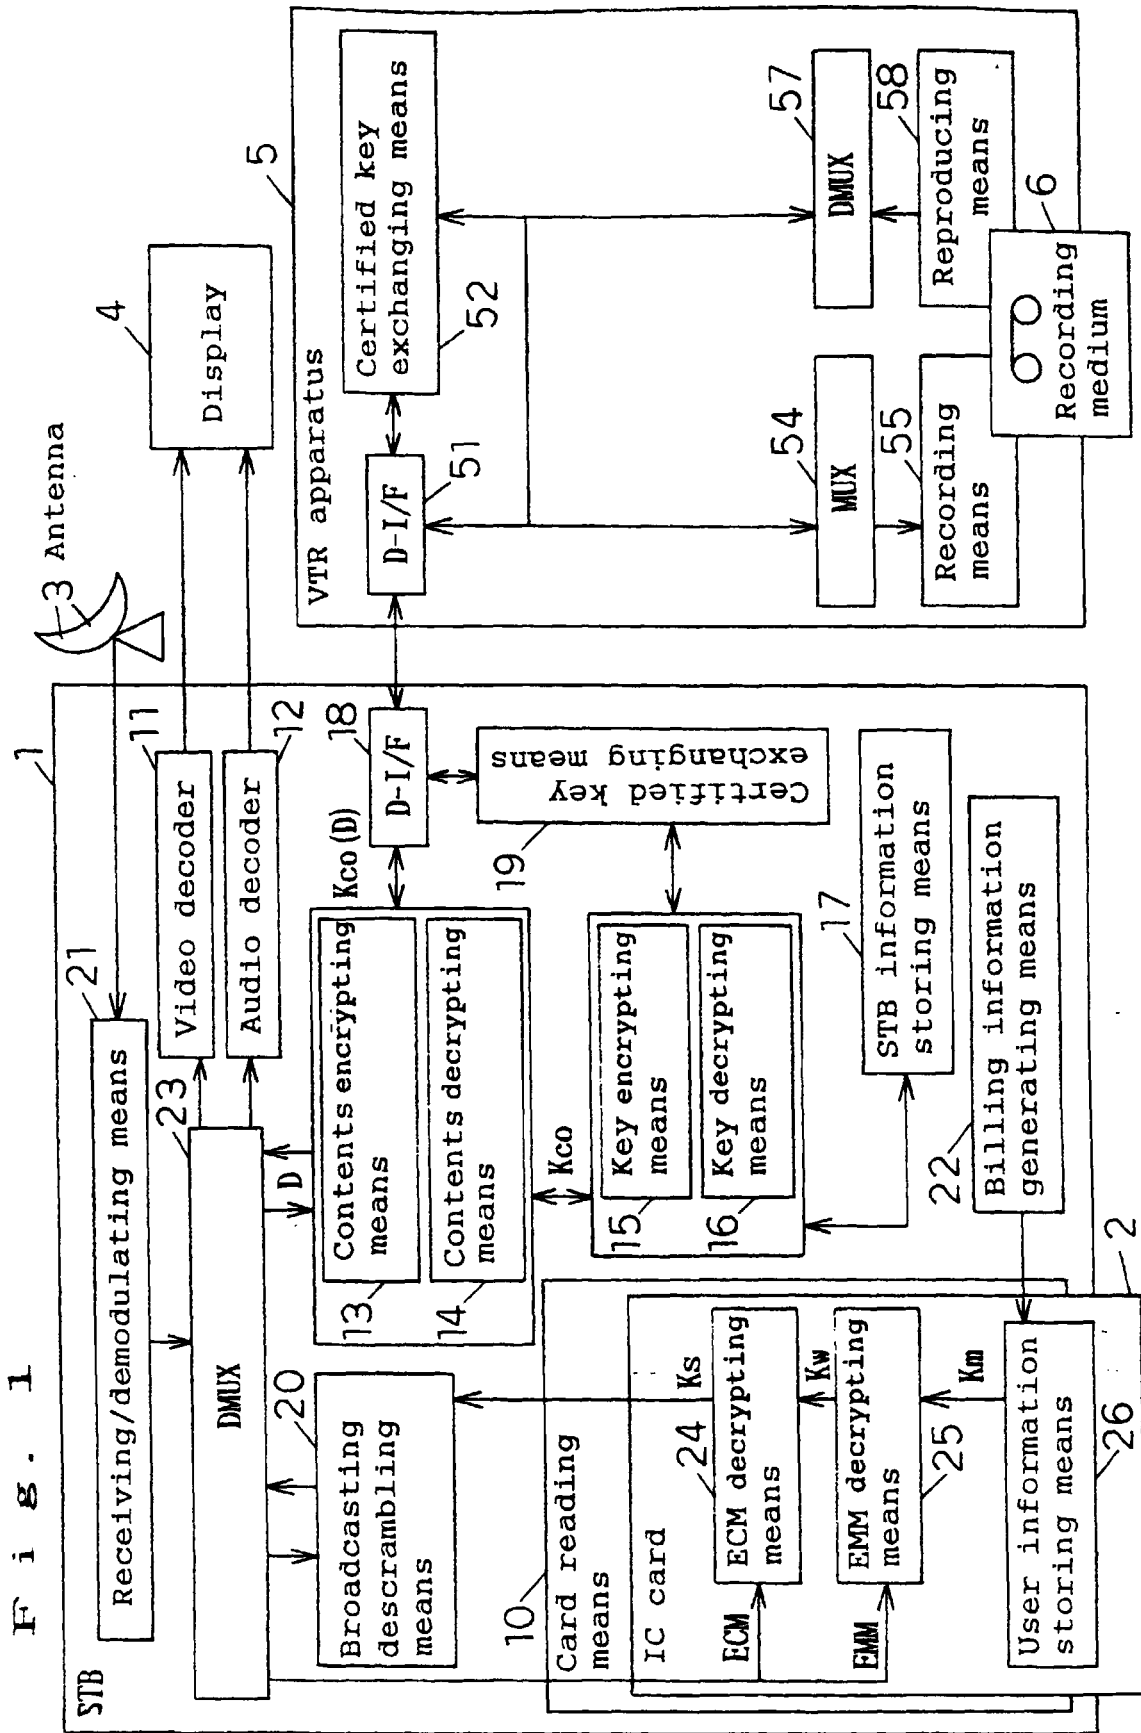 Fig. 1
STB
1
Receiving/demodulating means
21
3 Antenna
DMUX
23
Video decoder
11
Audio decoder
12
4
Display
Broadcasting
descrambling
means
20
D
Contents encrypting
means
13
Contents decrypting
means
14
Kco(D)
D-I/F
18
Certified key
exchanging means
19
Kco
Key encrypting
means
15
Key decrypting
means
16
STB information
storing means
17
Billing information
generating means
22
10
Card reading
means
IC card
2
ECM
ECM decrypting
means
24
Ks
Kw
EMM
EMM decrypting
means
25
Km
User information
storing means
26
5
VTR apparatus
D-I/F
51
Certified key
exchanging means
52
MUX
54
Recording
means
55
DMUX
57
Reproducing
means
58
Recording
medium
6